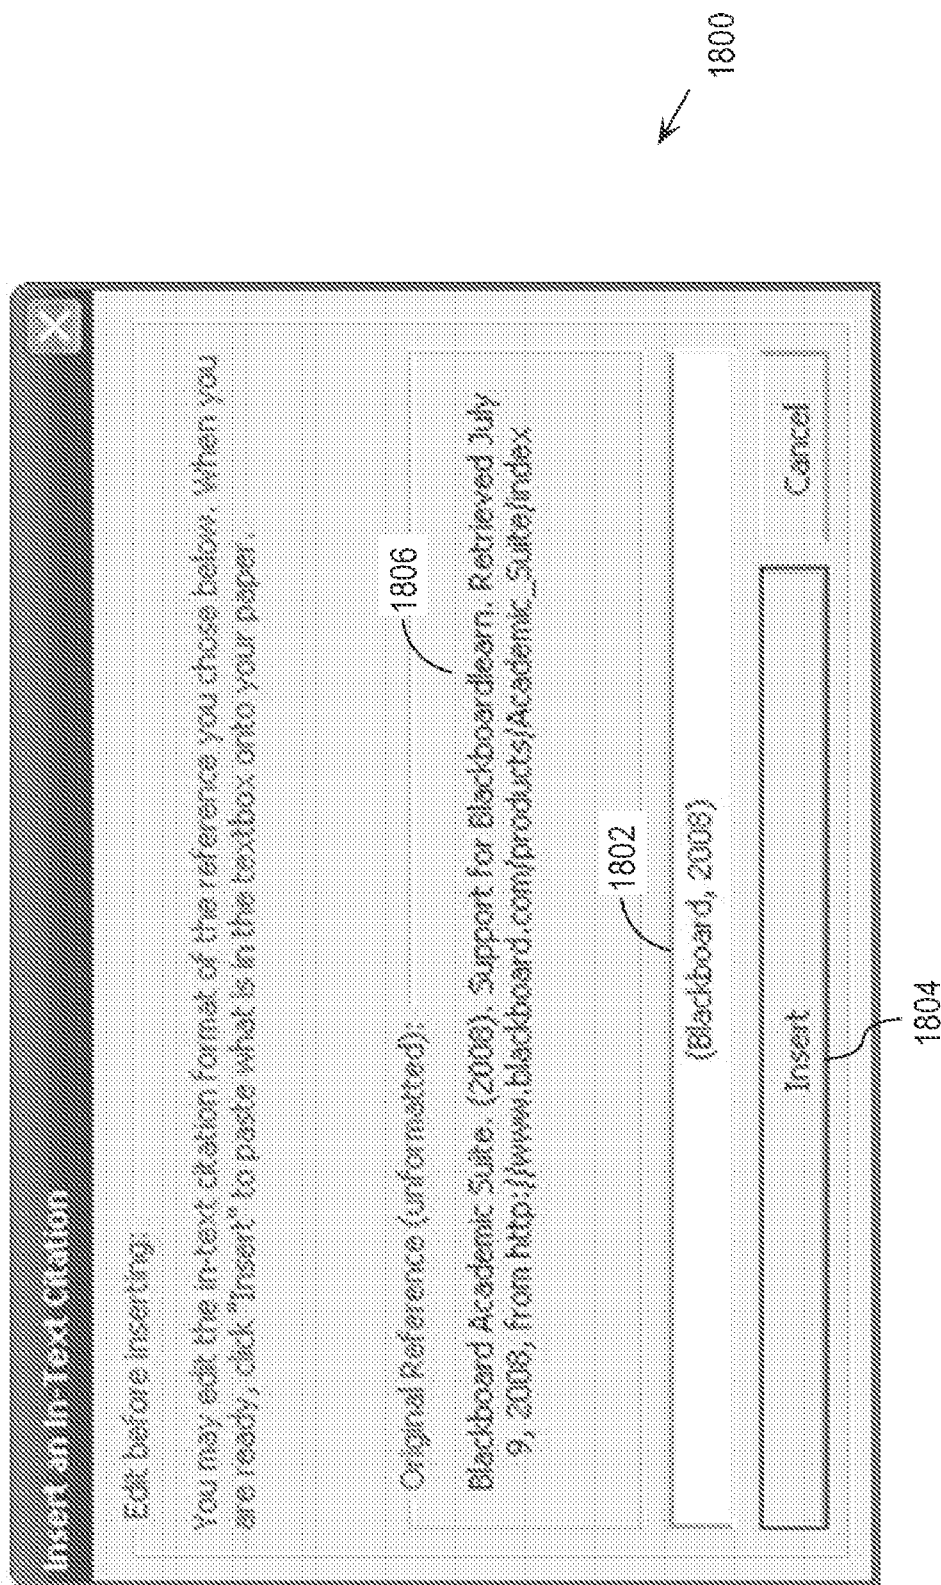 Insert an In-Text Citation
Edit before inserting:
You may edit the in-text citation format of the reference you chose below. When you
are ready, click "Insert" to paste what is in the textbox onto your paper.
Original Reference (unformatted):
1806
Blackboard Academic Suite. (2008). Support for Blackboardlearn. Retrieved July
9, 2008, from http://www.blackboard.com/products/Academic_Suite/index
1802
(Blackboard, 2008)
Insert
Cancel
1804
1800